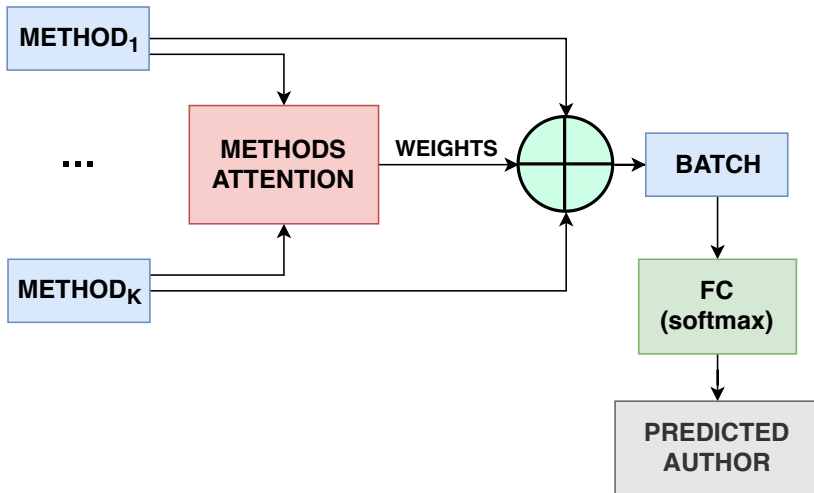 METHOD₁
...
METHODS
ATTENTION
WEIGHTS
BATCH
METHODₖ
FC
(softmax)
PREDICTED
AUTHOR